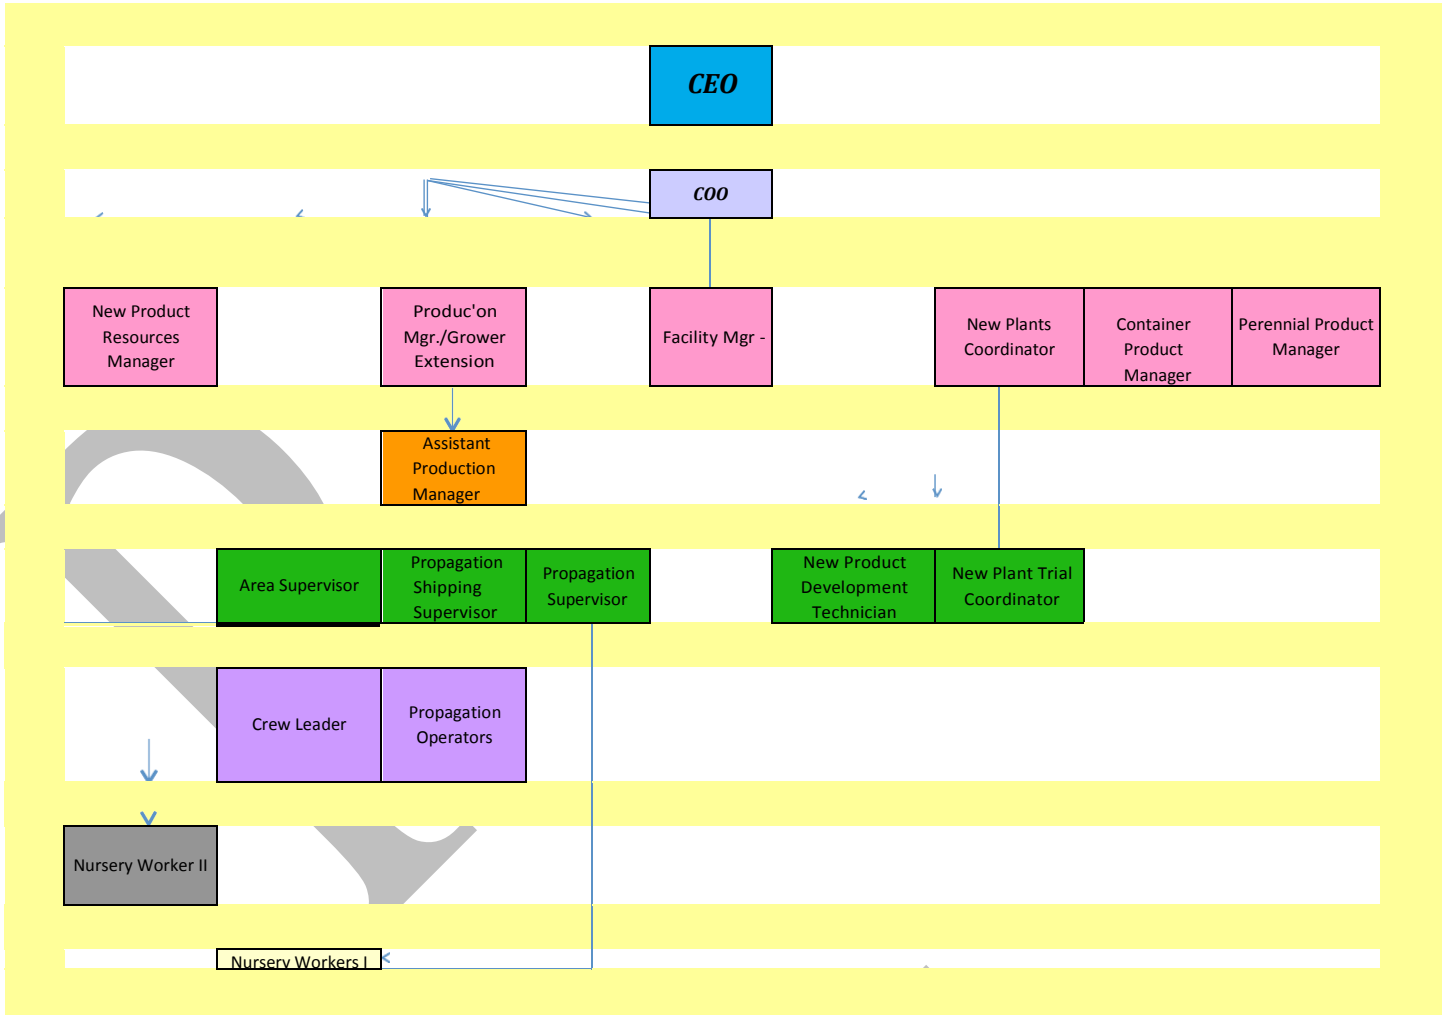 CEO
COO
New Product
Resources
Manager
Produc'on
Mgr./Grower
Extension
Facility Mgr -
New Plants
Coordinator
Container
Product
Manager
Perennial Product
Manager
Assistant
Production
Manager
Area Supervisor
Propagation
Shipping
Supervisor
Propagation
Supervisor
New Product
Development
Technician
New Plant Trial
Coordinator
Crew Leader
Propagation
Operators
Nursery Worker II
Nursery Workers I